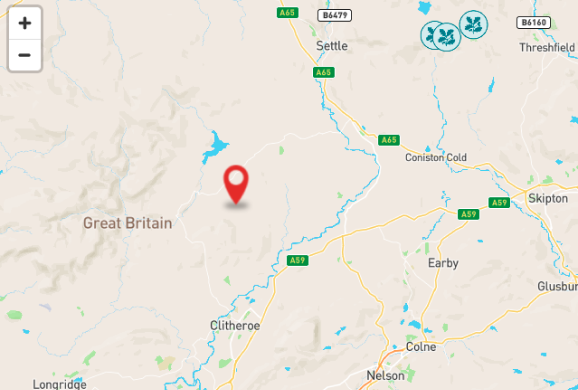 +
A65
B6479
B6160
Settle
Threshfield
A65
A65
Coniston Cold
Skipton
A59
A59
Great Britain
A59
Earby
Glusbu
Clitheroe
Colne
Nelson
Longridge
−